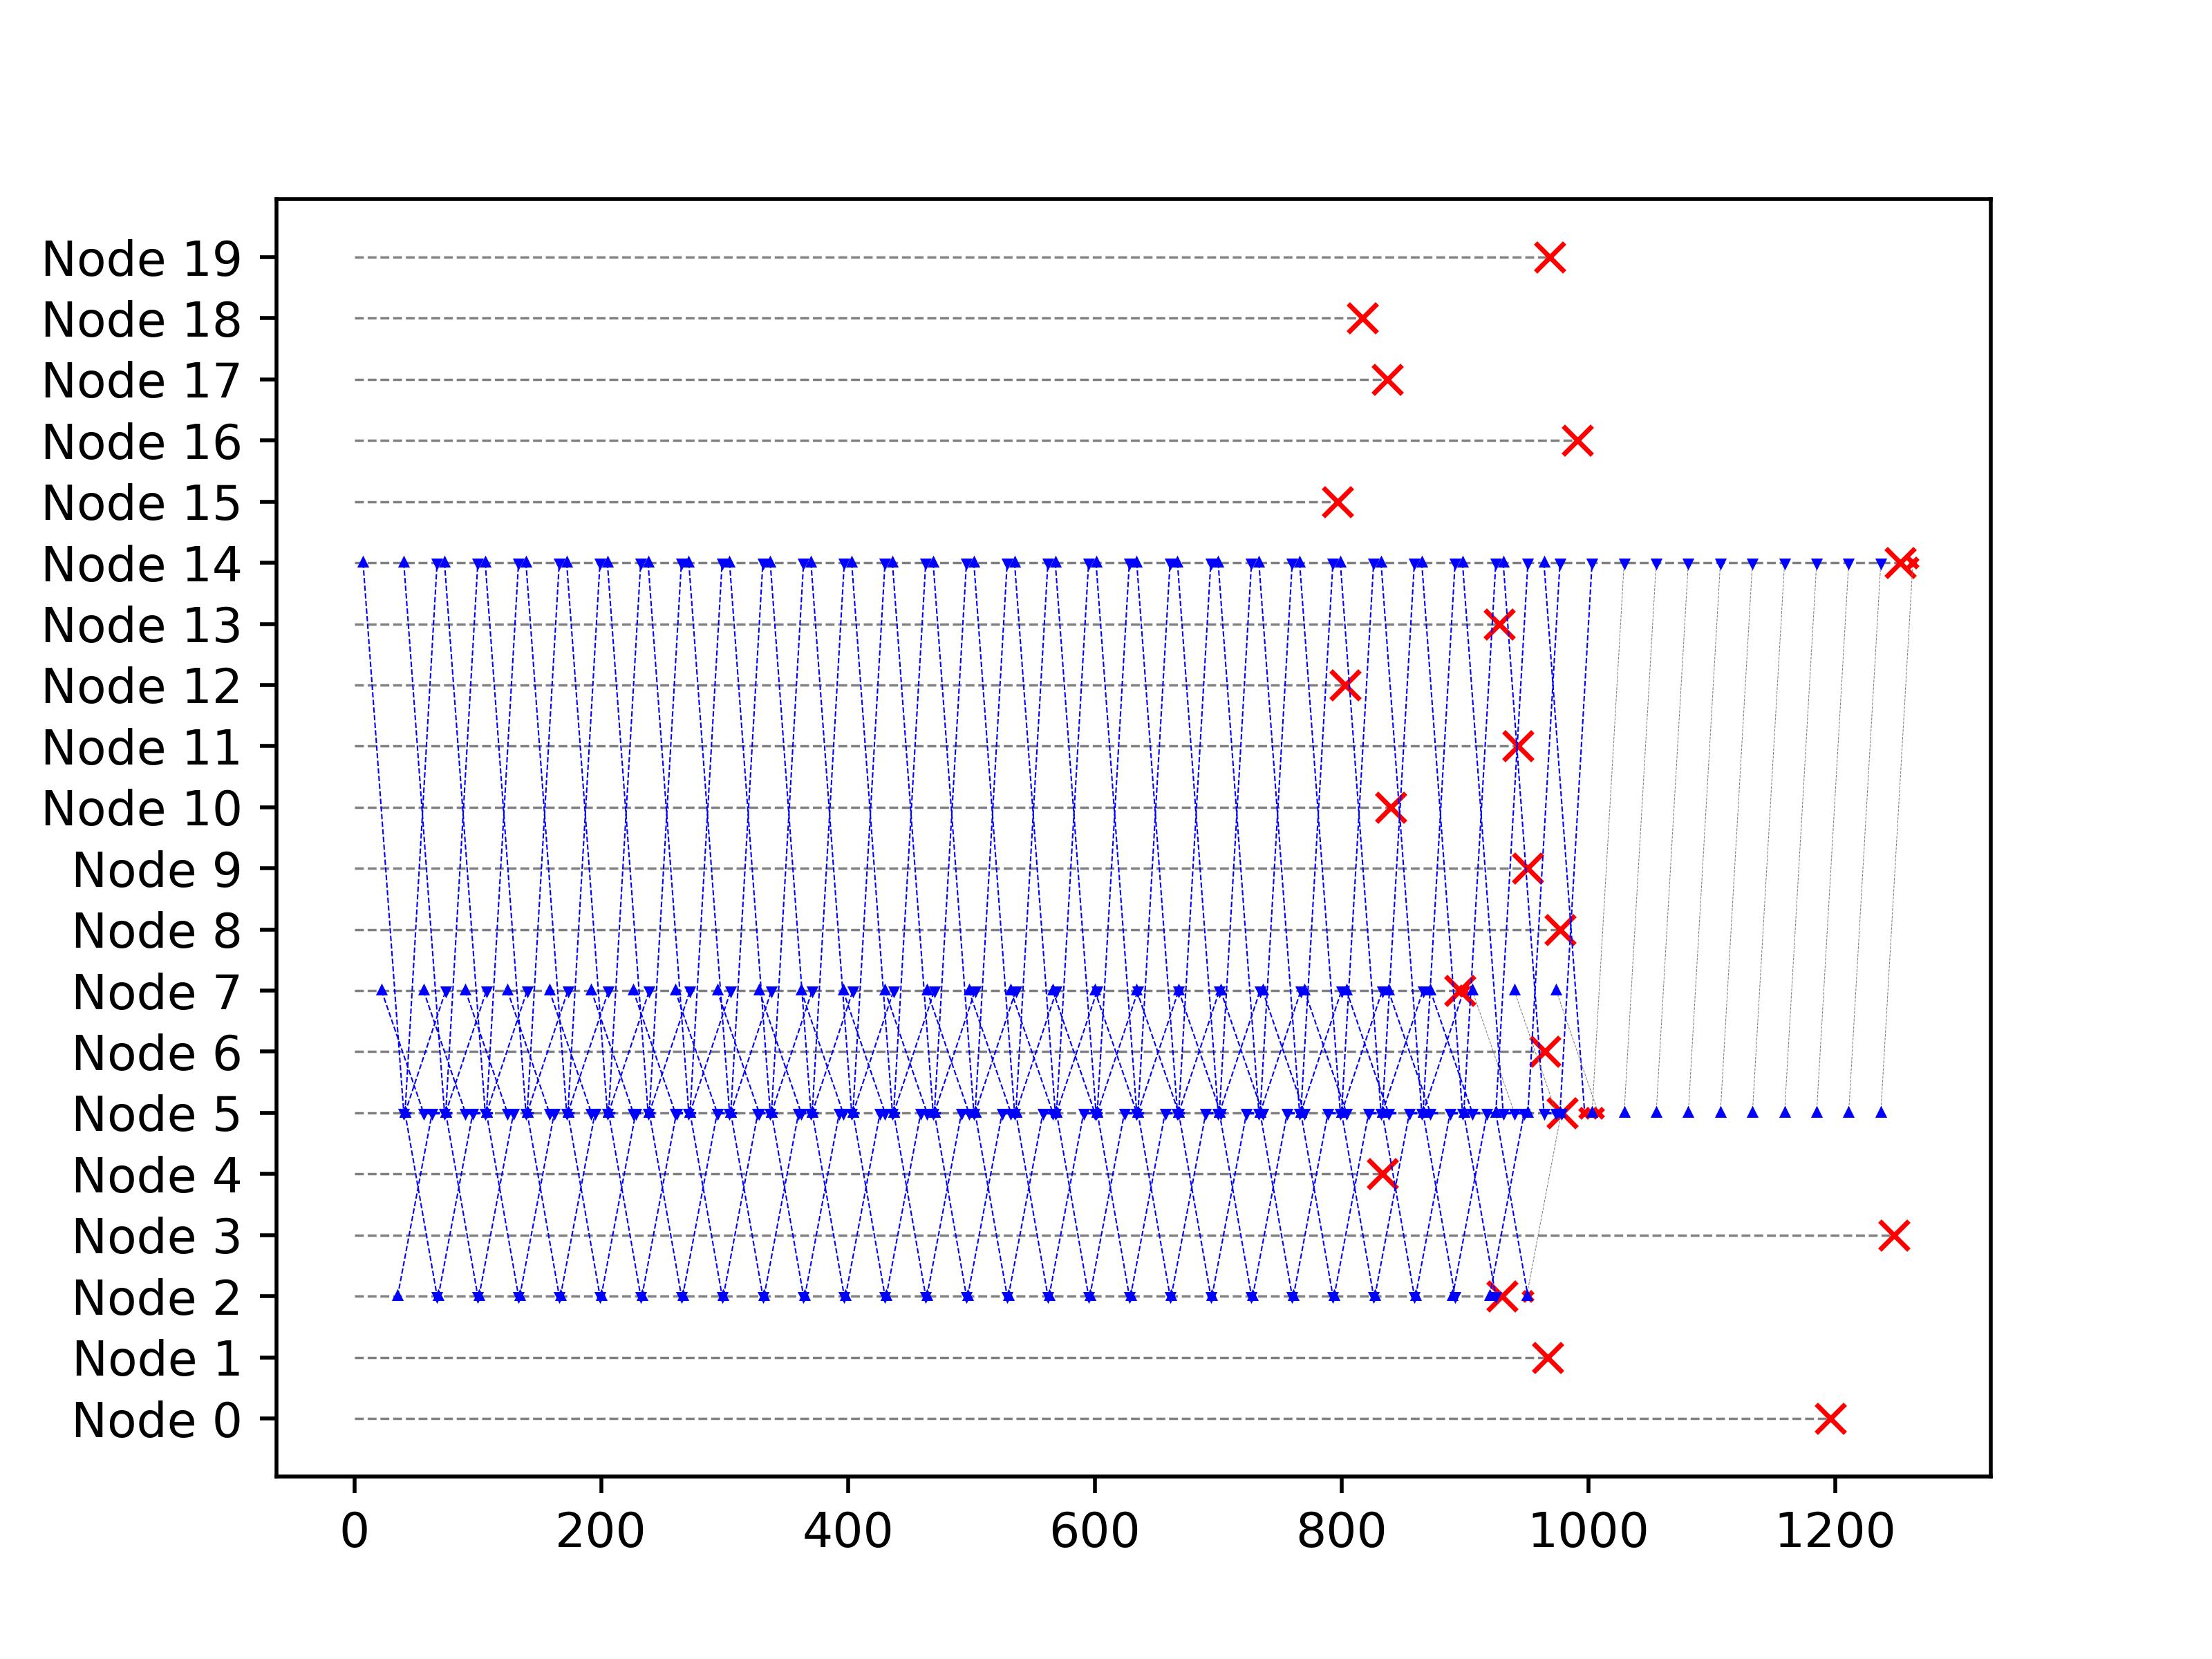 Node 19
Node 18
Node 17
Node 16
Node 15
Node 14
Node 13
Node 12
Node 11
Node 10
Node 9
Node 8
Node 7
Node 6
Node 5
Node 4
Node 3
Node 2
Node 1
Node 0
0 200 400 600 800 1000 1200